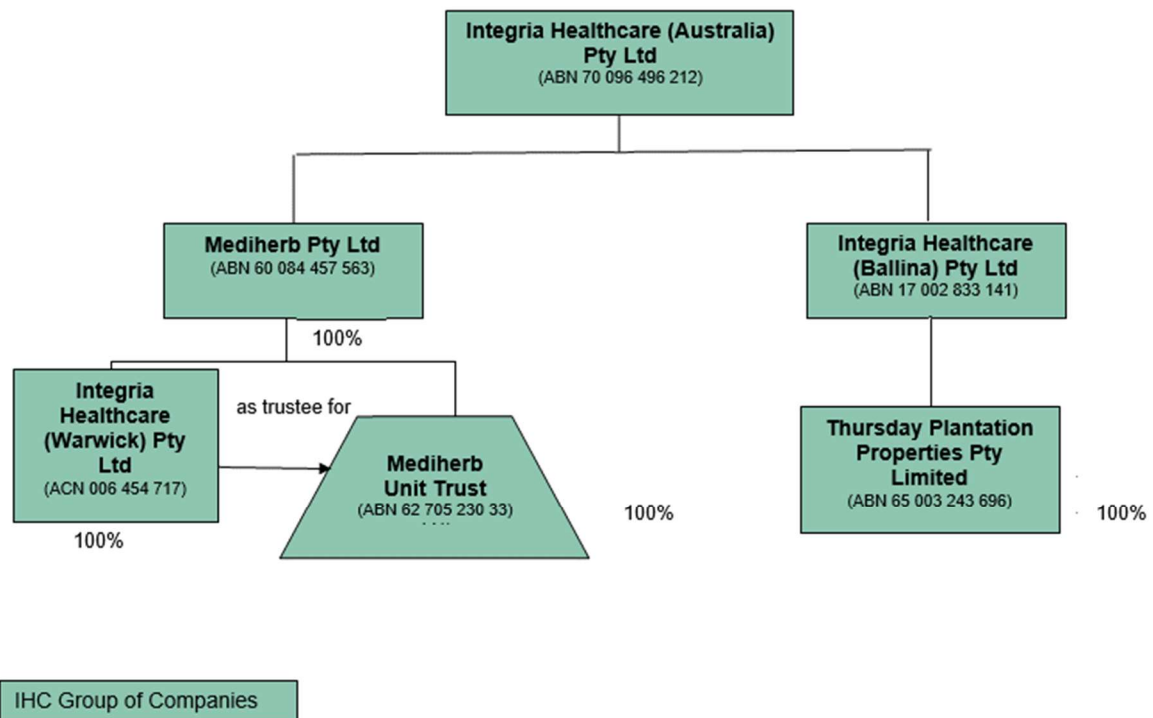 Integria Healthcare (Australia)
Pty Ltd
(ABN 70 096 496 212)
Mediherb Pty Ltd
(ABN 60 084 457 563)
Integria Healthcare
(Ballina) Pty Ltd
(ABN 17 002 833 141)
100%
Integria
Healthcare
(Warwick) Pty
Ltd
(ACN 006 454 717)
100%
as trustee for
Mediherb
Unit Trust
(ABN 62 705 230 33)
100%
Thursday Plantation
Properties Pty
Limited
(ABN 65 003 243 696)
100%
IHC Group of Companies